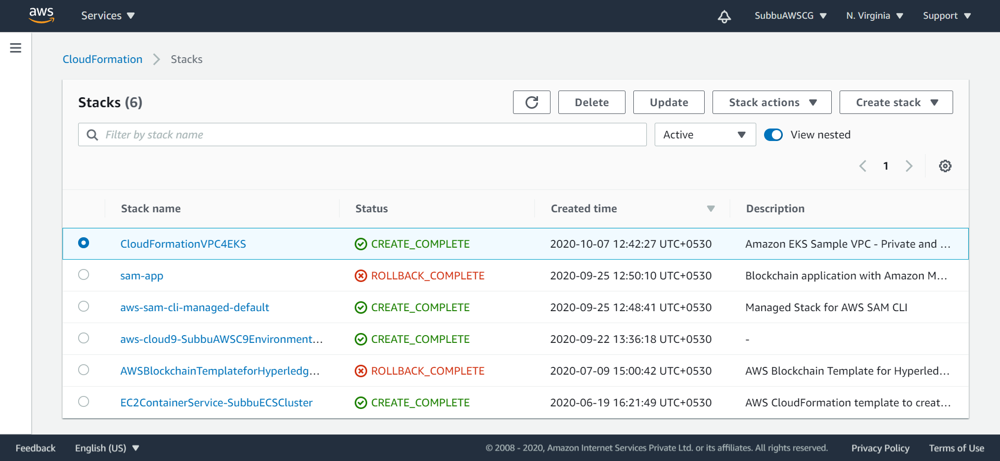 aws Services SubbuAWSCG N. Virginia Support
CloudFormation Stacks
Stacks (6) Delete Update Stack actions Create stack
Filter by stack name Active View nested
1
Stack name Status Created time Description
CloudFormationVPC4EKS CREATE_COMPLETE 2020-10-07 12:42:27 UTC+0530 Amazon EKS Sample VPC - Private and ...
sam-app ROLLBACK_COMPLETE 2020-09-25 12:50:10 UTC+0530 Blockchain application with Amazon M...
aws-sam-cli-managed-default CREATE_COMPLETE 2020-09-25 12:48:41 UTC+0530 Managed Stack for AWS SAM CLI
aws-cloud9-SubbuAWSC9Environment... CREATE_COMPLETE 2020-09-22 13:36:18 UTC+0530 -
AWSBlockchainTemplateforHyperledg... ROLLBACK_COMPLETE 2020-07-09 15:00:42 UTC+0530 AWS Blockchain Template for Hyperled...
EC2ContainerService-SubbuECSCluster CREATE_COMPLETE 2020-06-19 16:21:49 UTC+0530 AWS CloudFormation template to creat...
Feedback English (US) © 2008 - 2020, Amazon Internet Services Private Ltd. or its affiliates. All rights reserved. Privacy Policy Terms of Use